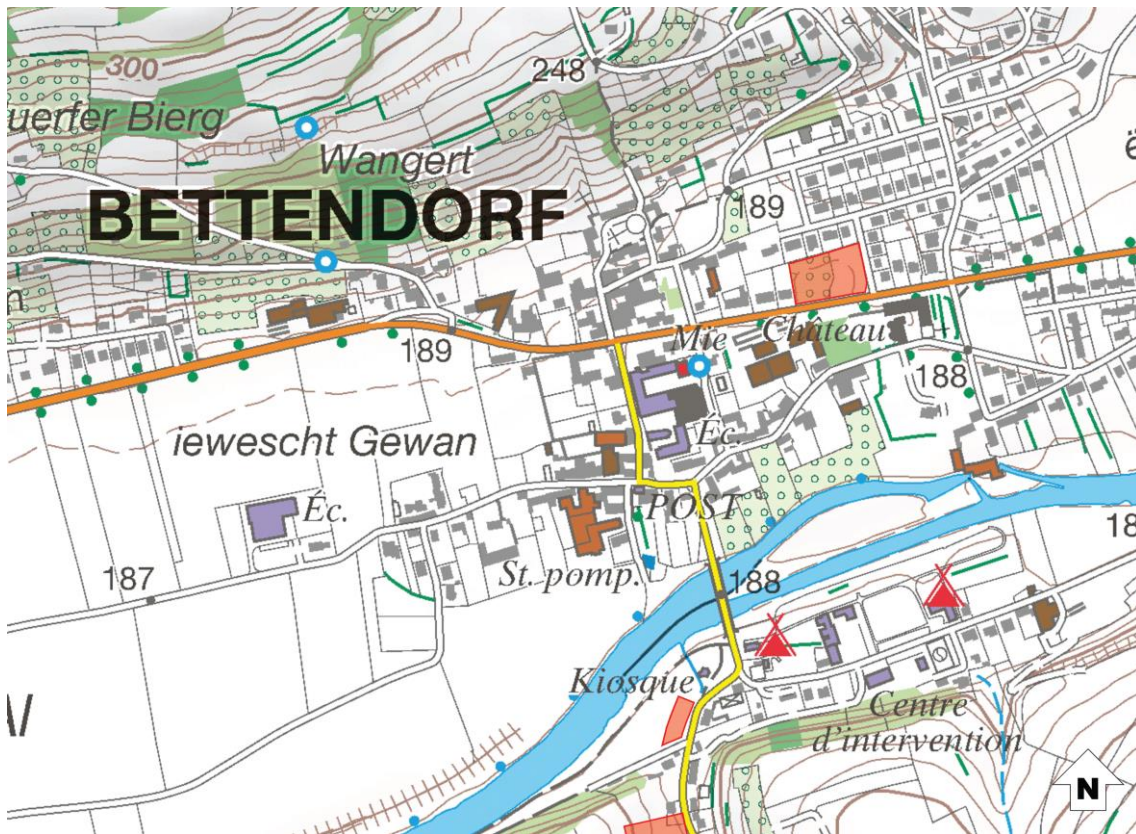 300
248
uerfer Bierg
Wangert
BETTENDORF
189
189
Mie
Château
188
iewescht Gewan
Éc.
Éc.
POST
187
St. pomp.
188
18
Kiosque
Centre
d'intervention
N